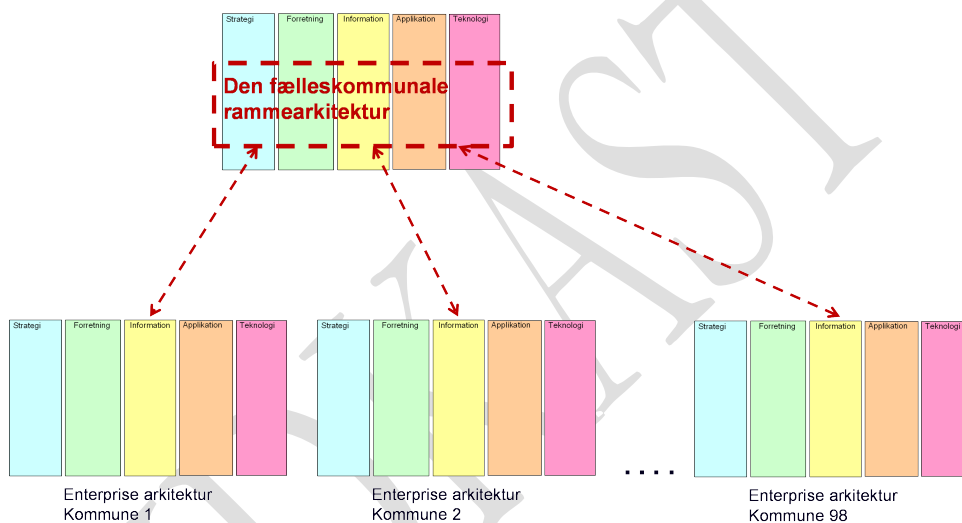 Strategi Forretning Information Applikation Teknologi
Den fælleskommunale
rammearkitektur
Strategi Forretning Information Applikation Teknologi
Strategi Forretning Information Applikation Teknologi
....
Strategi Forretning Information Applikation Teknologi
Enterprise arkitektur
Kommune 1
Enterprise arkitektur
Kommune 2
Enterprise arkitektur
Kommune 98